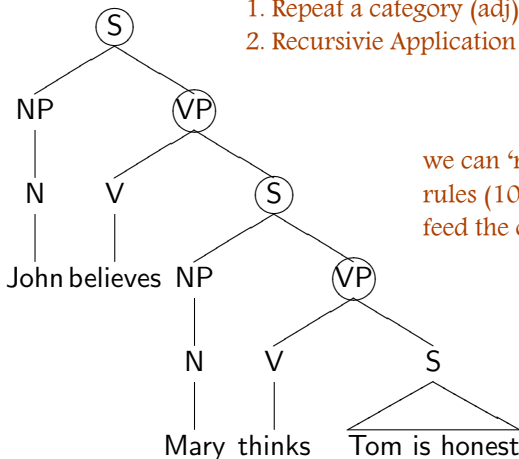 1. Repeat a category (adj)
2. Recursivie Application
S
NP VP
we can 'r
rules (10
feed the c
N V S
John believes NP VP
N V S
Mary thinks Tom is honest